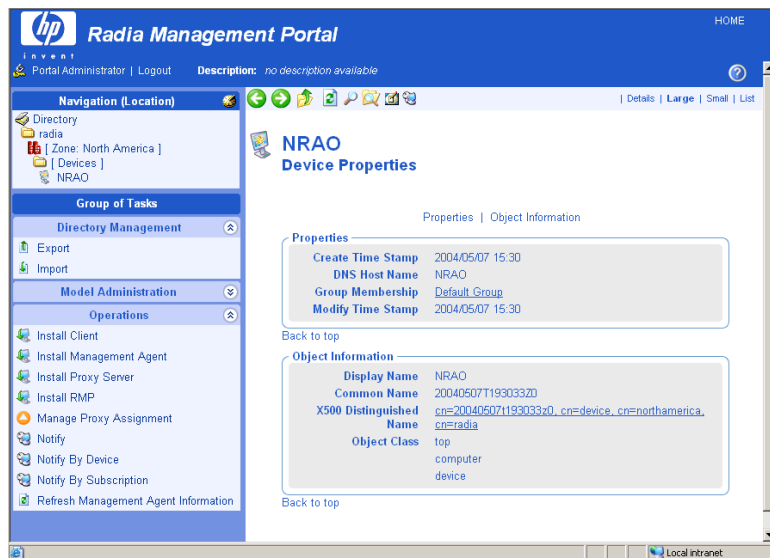 HOME
hp
Radia Management Portal
invent
Portal Administrator | Logout Description: no description available
Navigation (Location)
Directory
radia
[ Zone: North America ]
[ Devices ]
NRAO
Group of Tasks
Directory Management
Export
Import
Model Administration
Operations
Install Client
Install Management Agent
Install Proxy Server
Install RMP
Manage Proxy Assignment
Notify
Notify By Device
Notify By Subscription
Refresh Management Agent Information
| Details | Large | Small | List
NRAO
Device Properties
Properties | Object Information
Properties
Create Time Stamp 2004/05/07 15:30
DNS Host Name NRAO
Group Membership Default Group
Modify Time Stamp 2004/05/07 15:30
Back to top
Object Information
Display Name NRAO
Common Name 20040507T193033Z0
X500 Distinguished cn=20040507t193033z0, cn=device, cn=northamerica,
Name cn=radia
Object Class top
computer
device
Back to top
Local intranet